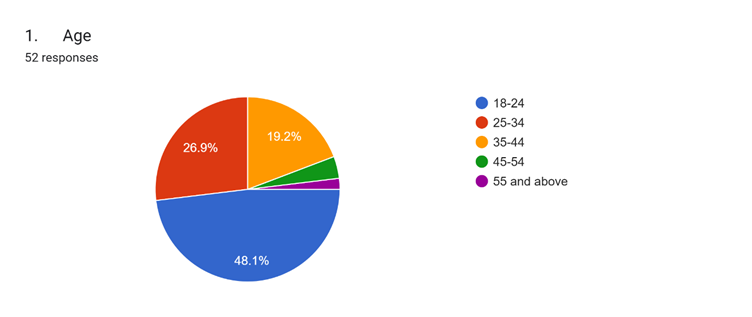 1. Age
52 responses
19.2%
26.9%
48.1%
18-24
25-34
35-44
45-54
55 and above